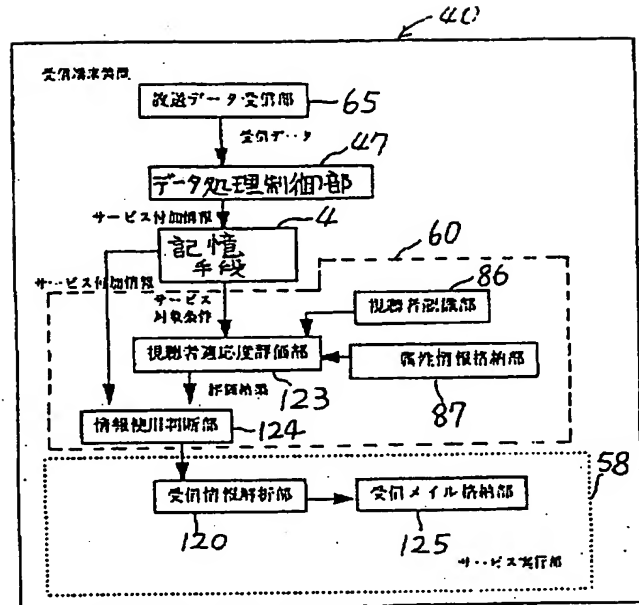 40
受信端末装置
放送データ受信部
65
受信データ
47
データ処理制御部
サービス付加情報
4
記憶
手段
60
サービス付加情報
サービス
対象条件
86
視聴者認識部
視聴者適応度評価部
属性情報格納部
評価結果
123
87
情報使用判断部
124
58
受信情報解析部
受信メイル格納部
120
125
サービス実行部